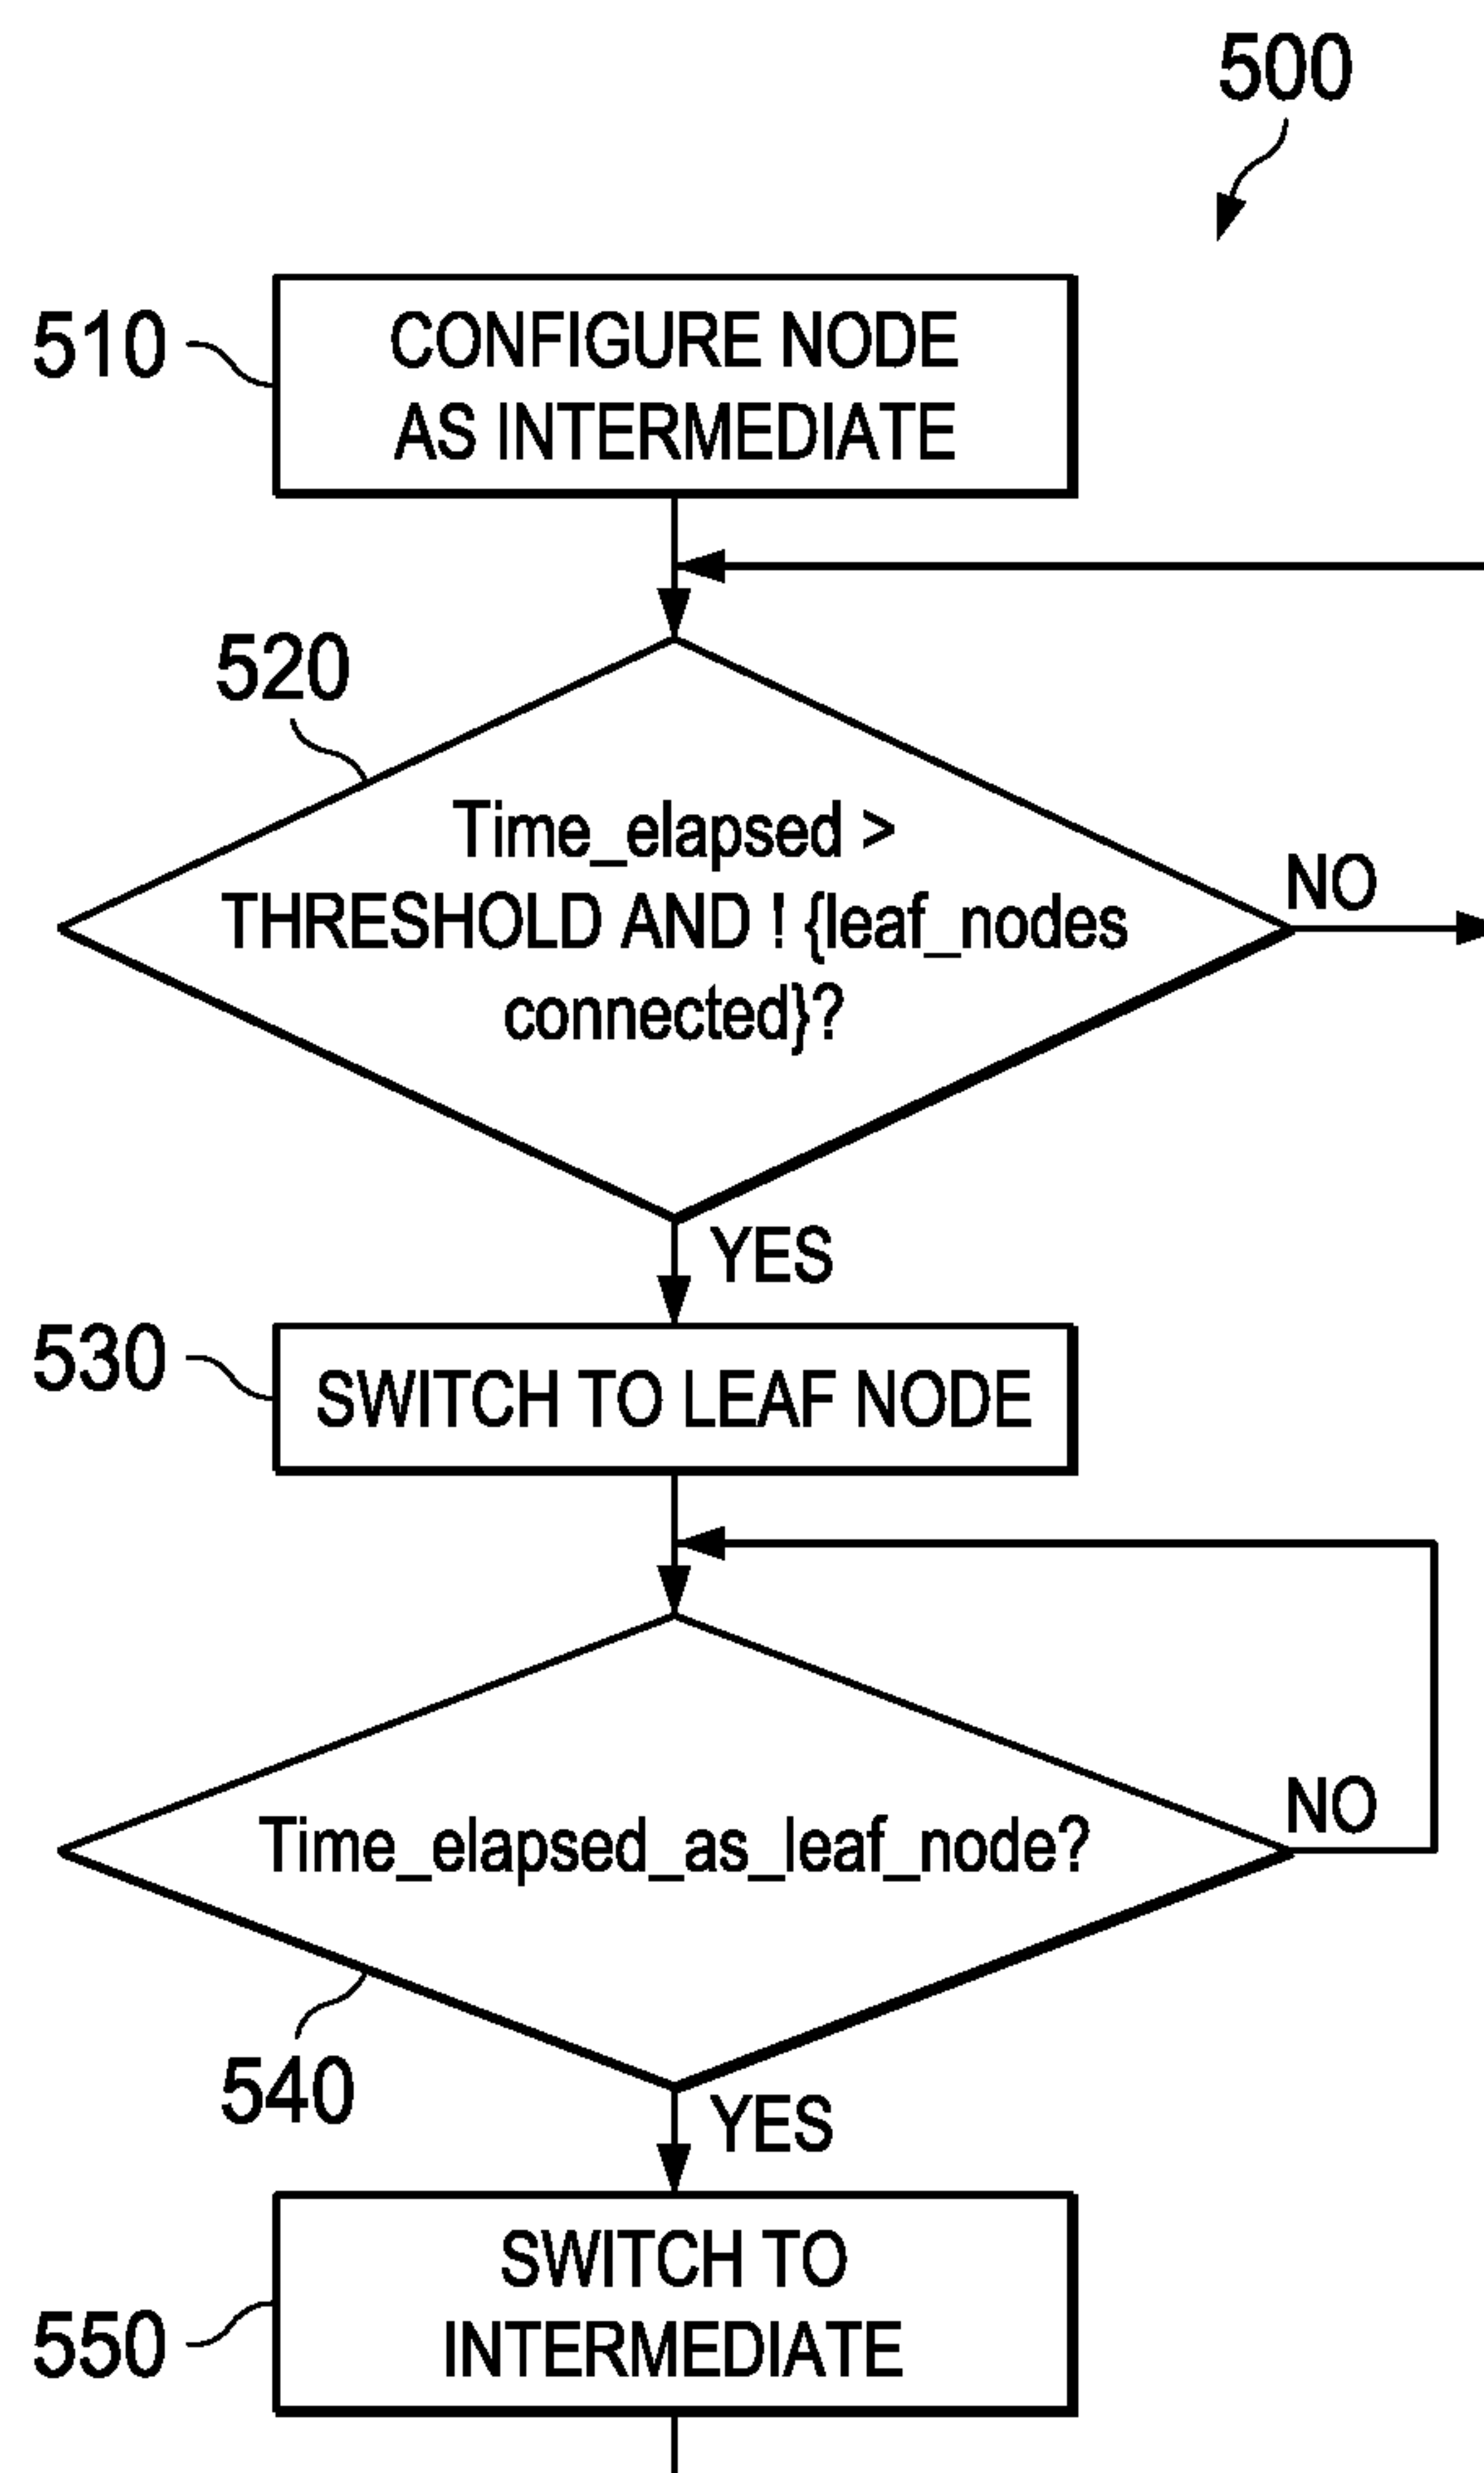 500
510
CONFIGURE NODE
AS INTERMEDIATE
520
Time_elapsed >
THRESHOLD AND ! {leaf_nodes
connected}?
NO
YES
530
SWITCH TO LEAF NODE
Time_elapsed_as_leaf_node?
NO
540
YES
550
SWITCH TO
INTERMEDIATE